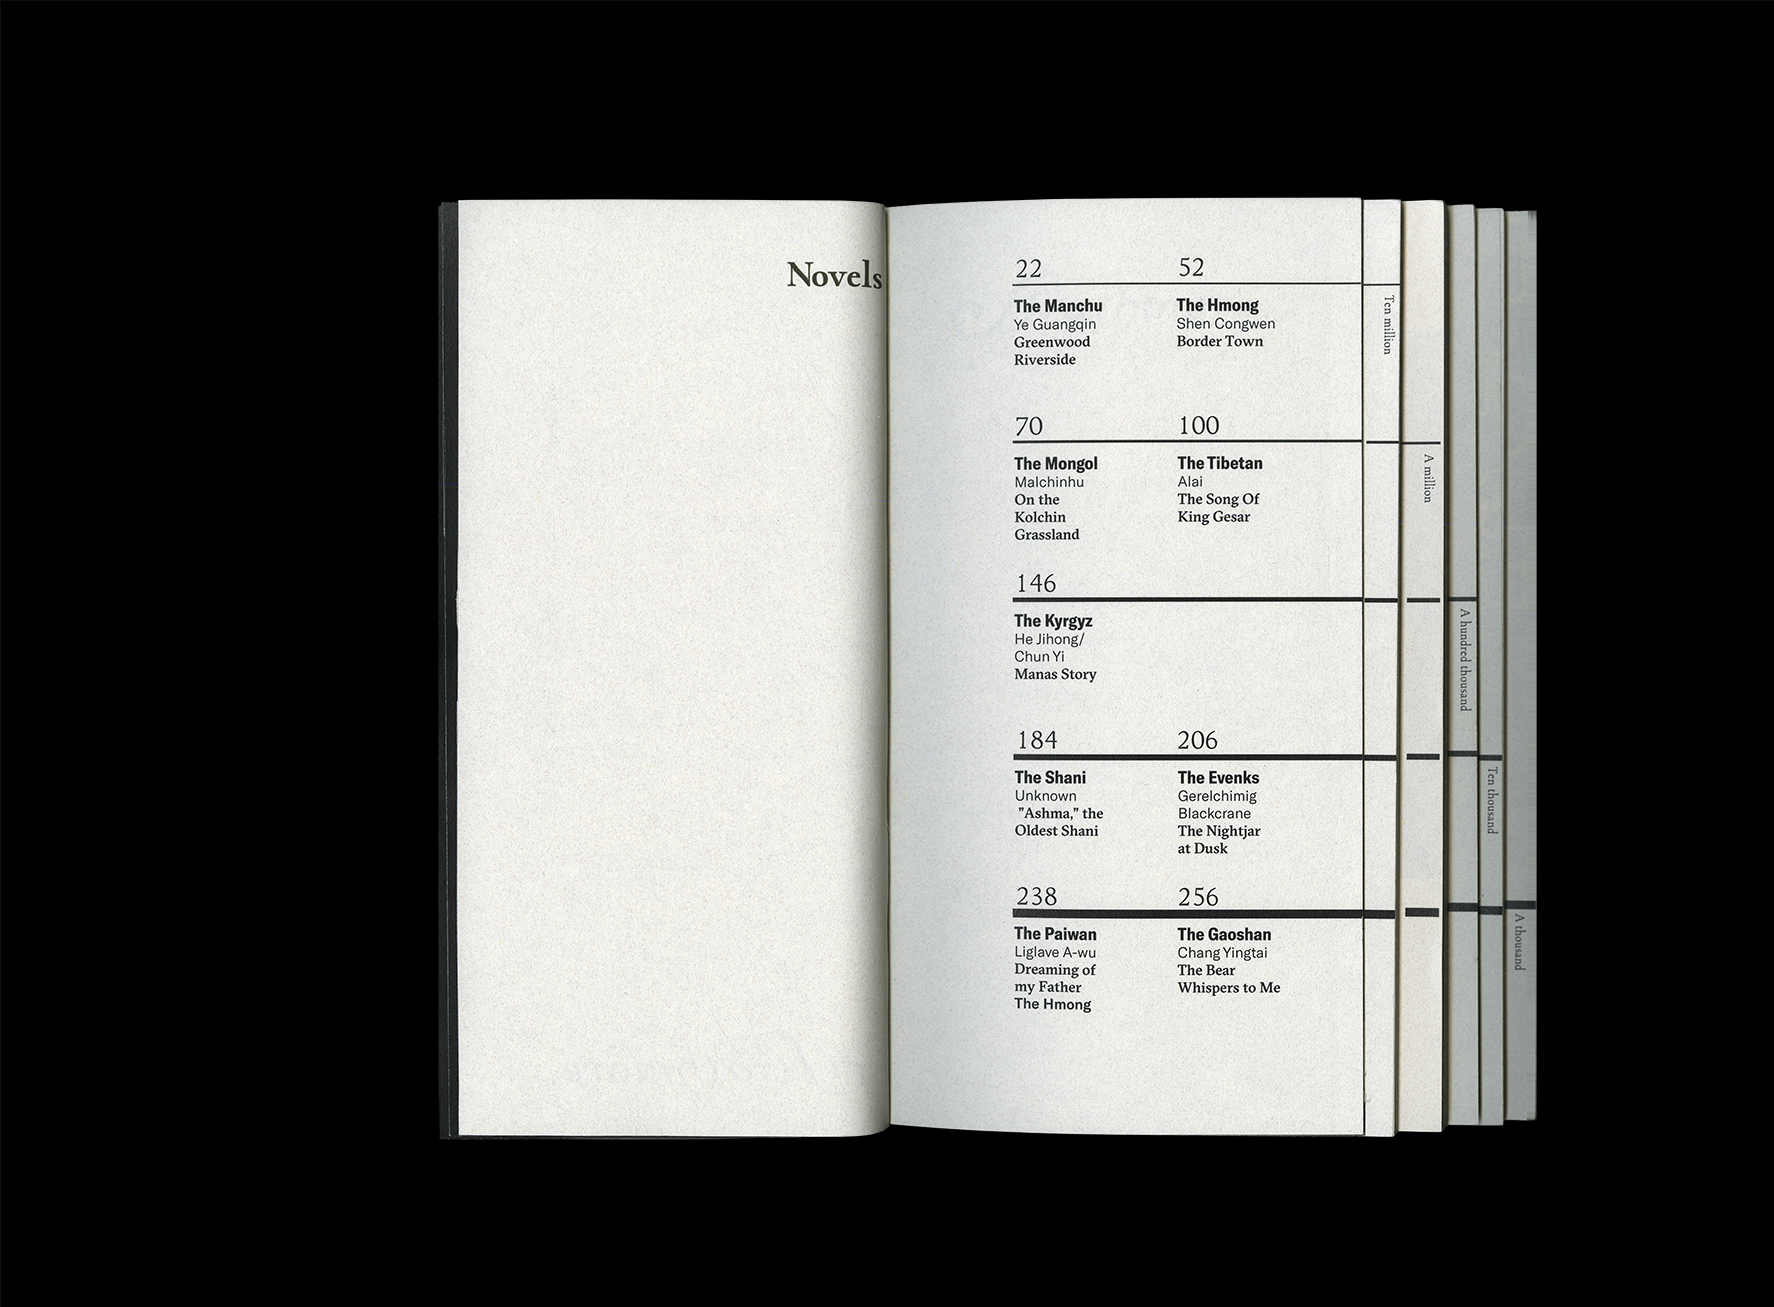 Novels
22
The Manchu
Ye Guangqin
Greenwood
Riverside
52
The Hmong
Shen Congwen
Border Town
70
The Mongol
Malchinhu
On the
Kolchin
Grassland
100
The Tibetan
Alai
The Song Of
King Gesar
146
The Kyrgyz
He Jihong/
Chun Yi
Manas Story
184
The Shani
Unknown
”Ashma,” the
Oldest Shani
206
The Evenks
Gerelchimig
Blackcrane
The Nightjar
at Dusk
238
The Paiwan
Liglave A-wu
Dreaming of
my Father
The Hmong
256
The Gaoshan
Chang Yingtai
The Bear
Whispers to Me
Ten million
A million
A hundred thousand
Ten thousand
A thousand